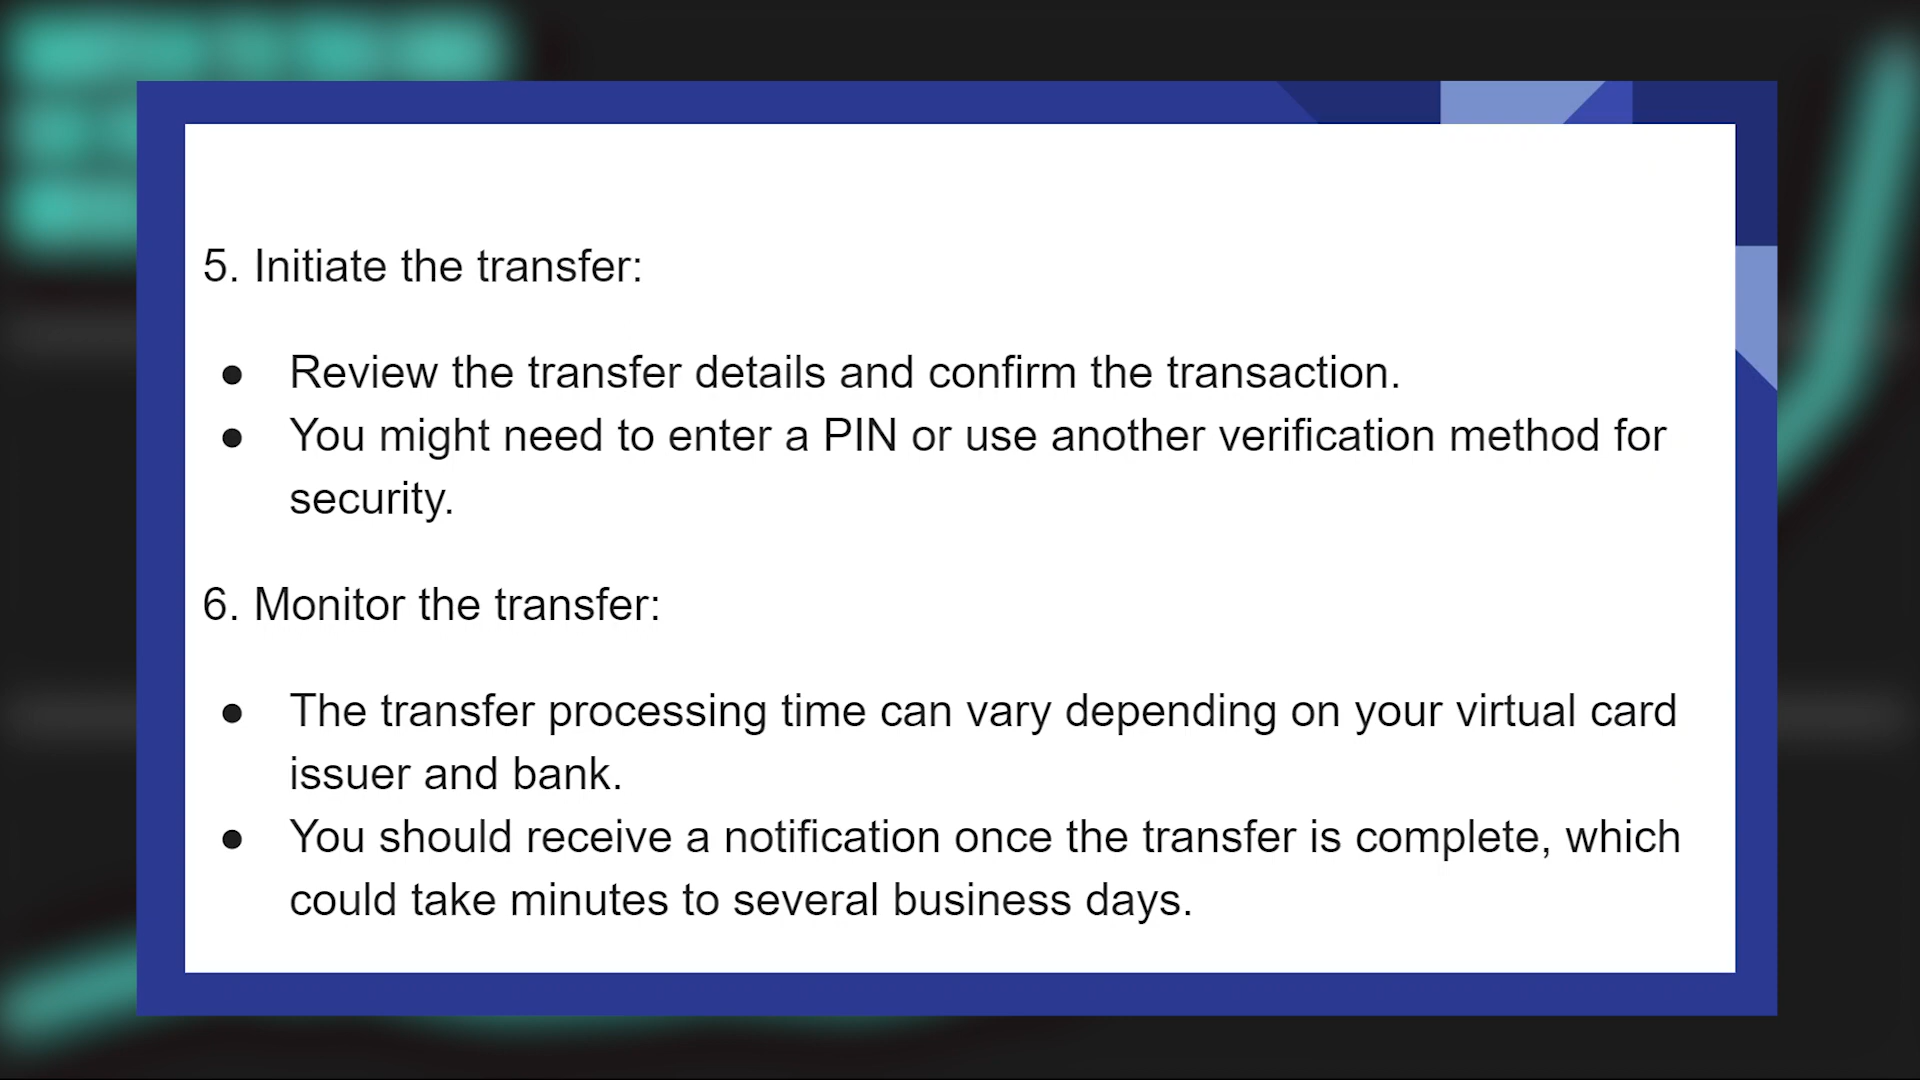 5. Initiate the transfer:
● Review the transfer details and confirm the transaction.
● You might need to enter a PIN or use another verification method for
security.
6. Monitor the transfer:
● The transfer processing time can vary depending on your virtual card
issuer and bank.
● You should receive a notification once the transfer is complete, which
could take minutes to several business days.